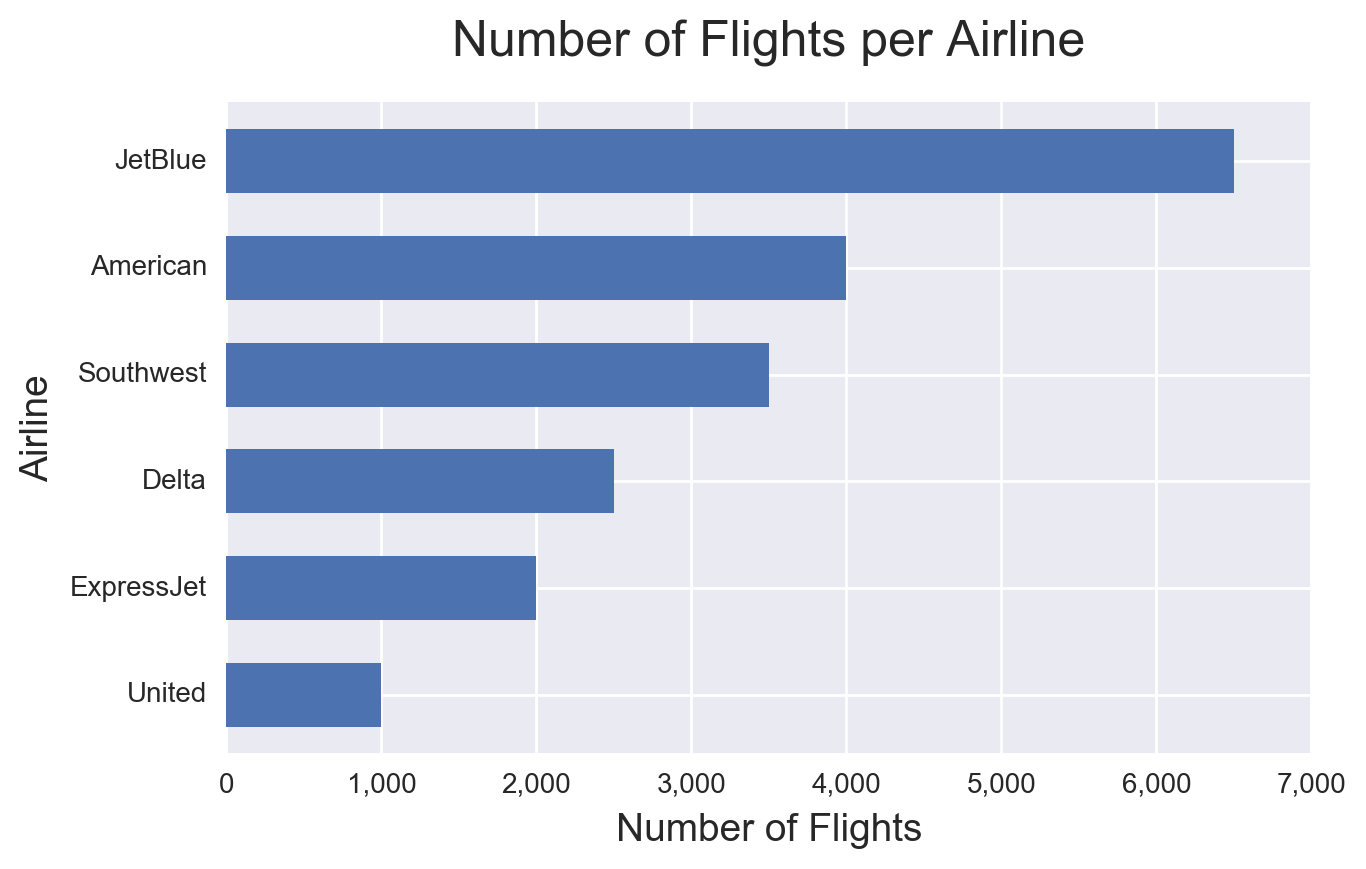 Number of Flights per Airline
JetBlue
American
Southwest
Delta
ExpressJet
United
Airline
0 1,000 2,000 3,000 4,000 5,000 6,000 7,000
Number of Flights